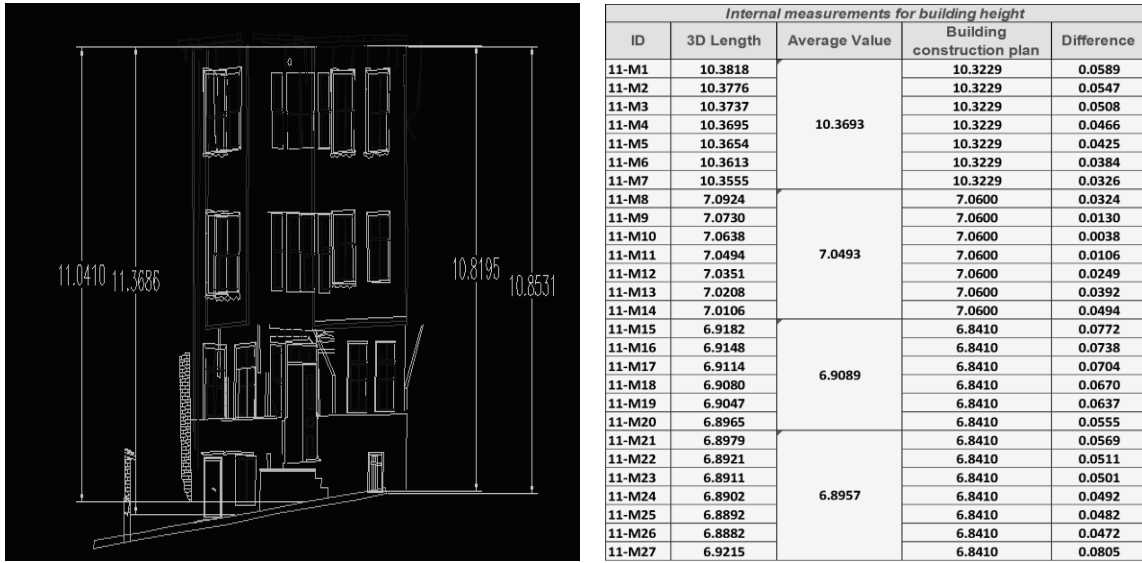 11.0410
11.3686
10.8195
10.8531
Internal measurements for building height
ID 3D Length Average Value Building construction plan Difference
11-M1 10.3818 10.3229 0.0589
11-M2 10.3776 10.3229 0.0547
11-M3 10.3737 10.3229 0.0508
11-M4 10.3695 10.3693 10.3229 0.0466
11-M5 10.3654 10.3229 0.0425
11-M6 10.3613 10.3229 0.0384
11-M7 10.3555 10.3229 0.0326
11-M8 7.0924 7.0600 0.0324
11-M9 7.0730 7.0600 0.0130
11-M10 7.0638 7.0600 0.0038
11-M11 7.0494 7.0493 7.0600 0.0106
11-M12 7.0351 7.0600 0.0249
11-M13 7.0208 7.0600 0.0392
11-M14 7.0106 7.0600 0.0494
11-M15 6.9182 6.8410 0.0772
11-M16 6.9148 6.8410 0.0738
11-M17 6.9114 6.8410 0.0704
11-M18 6.9080 6.9089 6.8410 0.0670
11-M19 6.9047 6.8410 0.0637
11-M20 6.8965 6.8410 0.0555
11-M21 6.8979 6.8410 0.0569
11-M22 6.8921 6.8410 0.0511
11-M23 6.8911 6.8410 0.0501
11-M24 6.8902 6.8957 6.8410 0.0492
11-M25 6.8892 6.8410 0.0482
11-M26 6.8882 6.8410 0.0472
11-M27 6.9215 6.8410 0.0805